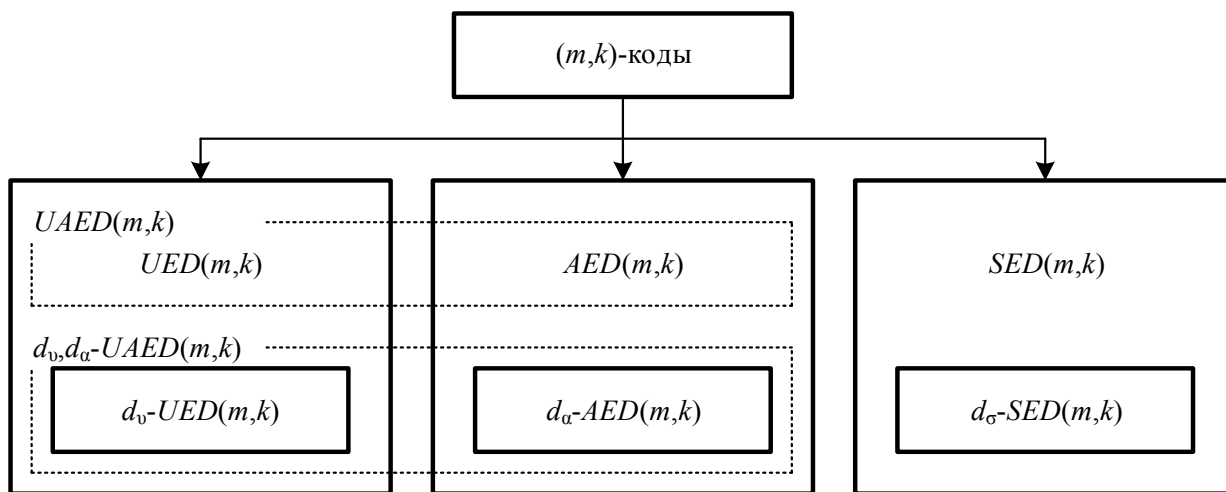 (m,k)-коды
UAED(m,k)
UED(m,k)
AED(m,k)
SED(m,k)
dυ,dα-UAED(m,k)
dυ-UED(m,k)
dα-AED(m,k)
dσ-SED(m,k)